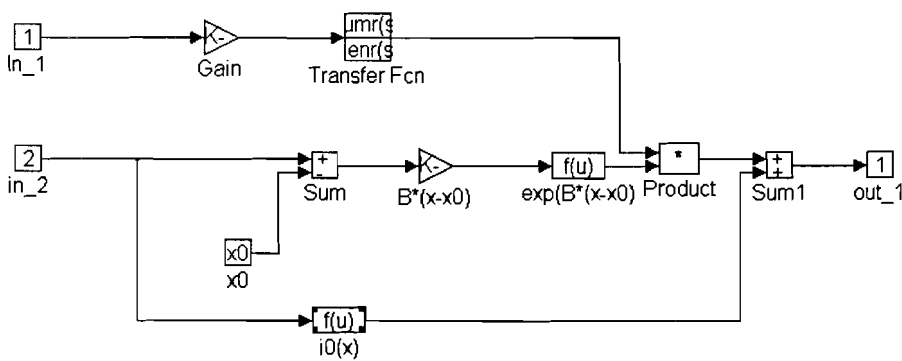 1
In_1
K-
Gain
umr(s
enr(s
Transfer Fcn
2
in_2
+
-
Sum
K-
B*(x-x0)
f(u)
exp(B*(x-x0)
*
Product
+
+
Sum1
1
out_1
x0
x0
f(u)
i0(x)